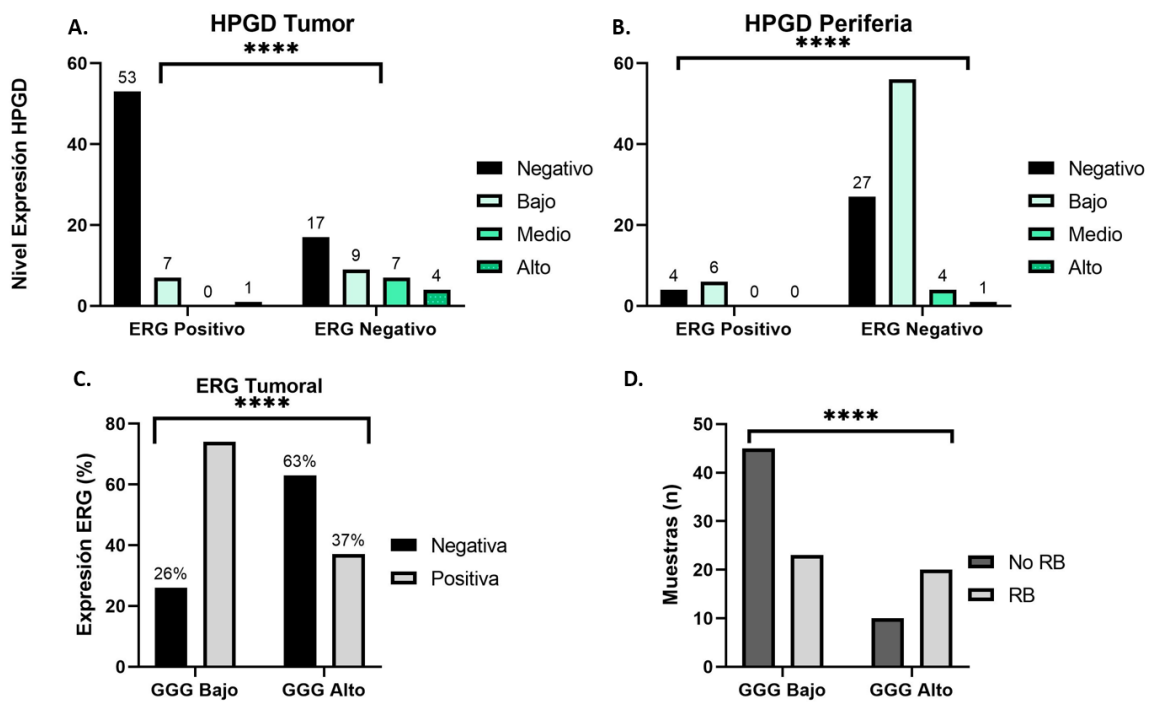 A.
HPGD Tumor
****
Nivel Expresión HPGD
60
40
20
0
53
7
0
1
17
9
7
4
ERG Positivo
ERG Negativo
Negativo
Bajo
Medio
Alto
B.
HPGD Periferia
****
60
40
20
0
4
6
0
0
27
4
1
ERG Positivo
ERG Negativo
Negativo
Bajo
Medio
Alto
C.
ERG Tumoral
****
Expresión ERG (%)
80
60
40
20
0
26%
63%
37%
GGG Bajo
GGG Alto
Negativa
Positiva
D.
****
Muestras (n)
50
40
30
20
10
0
GGG Bajo
GGG Alto
No RB
RB